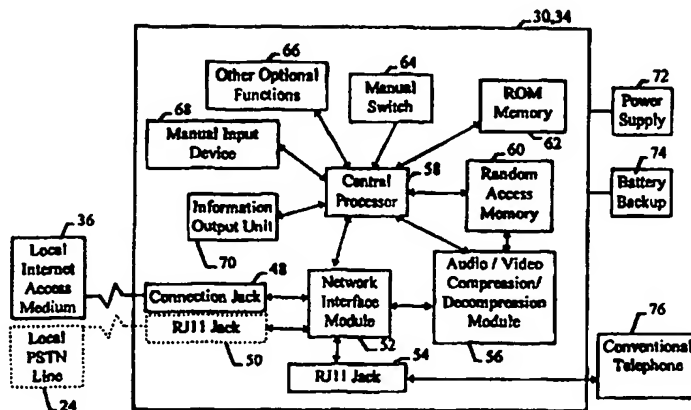 30,34
66
Other Optional
Functions
64
Manual
Switch
ROM
Memory
62
72
Power
Supply
68
Manual Input
Device
60
Random
Access
Memory
58
Central
Processor
74
Battery
Backup
Information
Output Unit
70
36
Local
Internet
Access
Medium
48
Connection Jack
RJ11 Jack
50
Network
Interface
Module
52
Audio / Video
Compression/
Decompression
Module
56
Local
PSTN
Line
24
54
RJ11 Jack
76
Conventional
Telephone